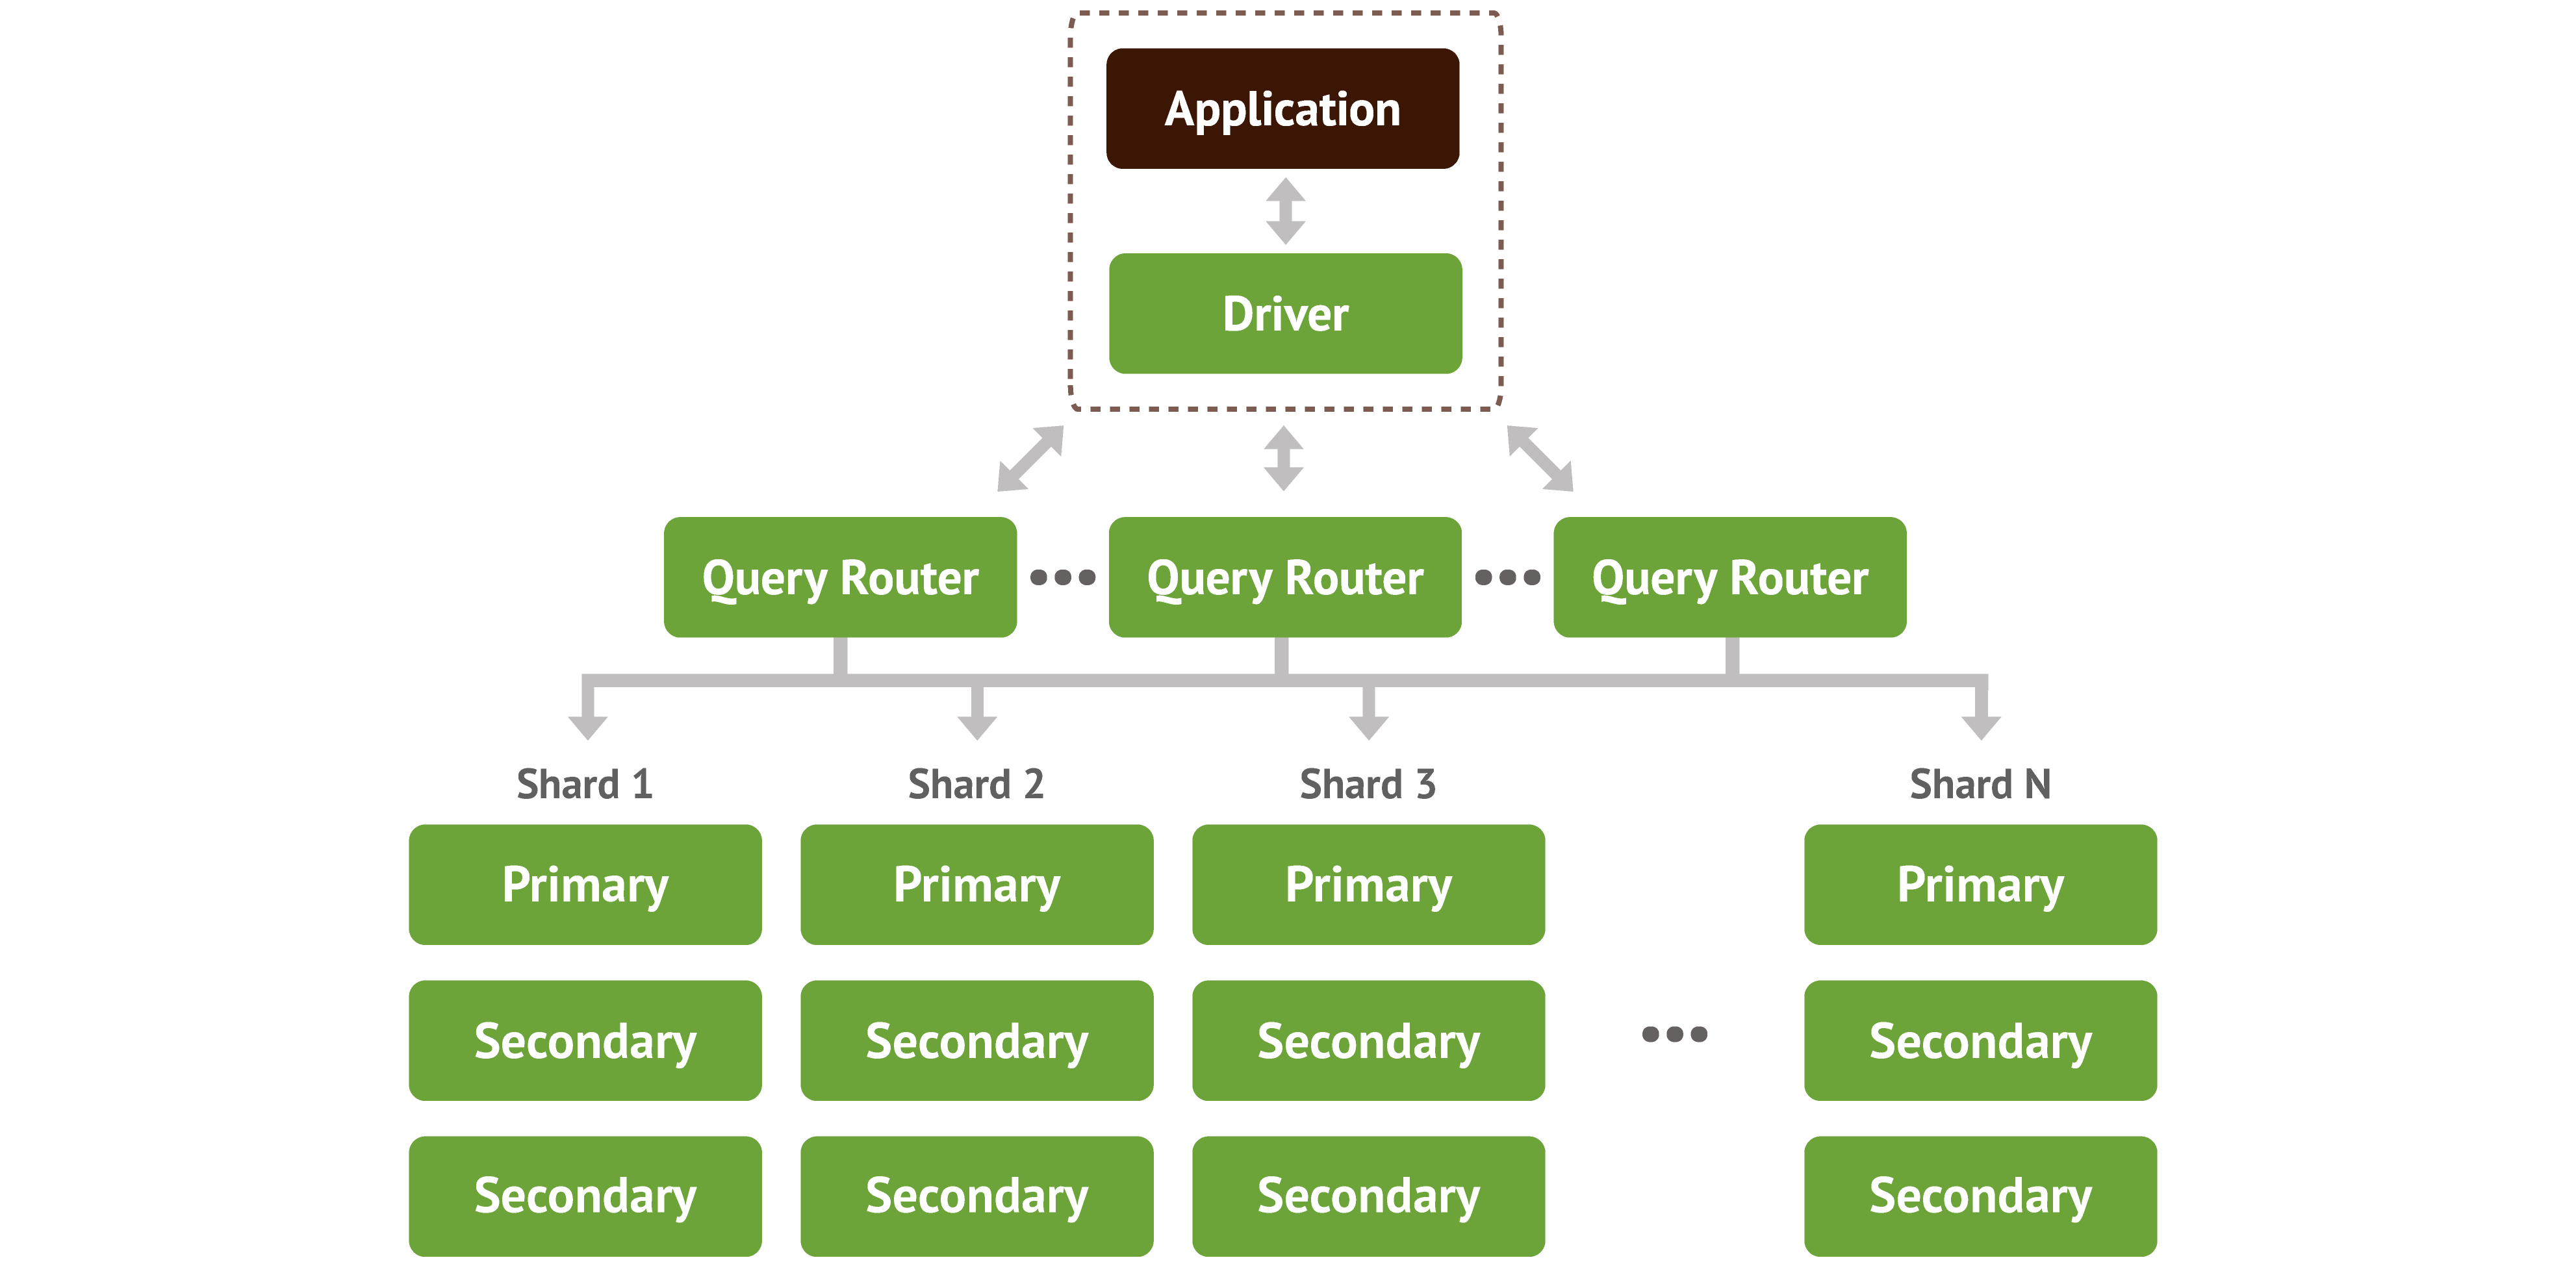 Application
Driver
Query Router ••• Query Router ••• Query Router
Shard 1 Shard 2 Shard 3 Shard N
Primary Primary Primary Primary
Secondary Secondary Secondary ••• Secondary
Secondary Secondary Secondary Secondary